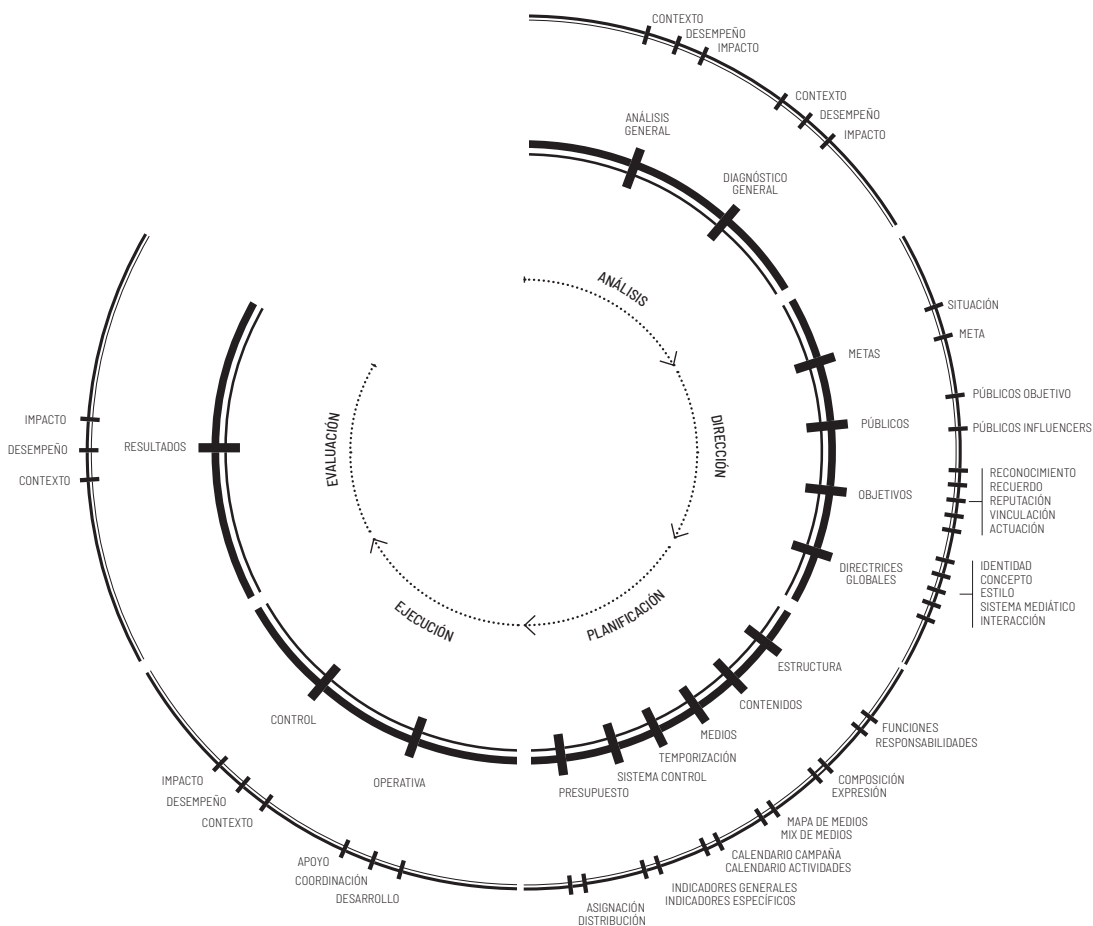 CONTEXTO
DESEMPEÑO
IMPACTO
CONTEXTO
DESEMPEÑO
IMPACTO
ANÁLISIS
GENERAL
DIAGNÓSTICO
GENERAL
ANÁLISIS
SITUACIÓN
META
METAS
PÚBLICOS OBJETIVO
PÚBLICOS INFLUENCERS
PÚBLICOS
DIRECCIÓN
RECONOCIMIENTO
RECUERDO
REPUTACIÓN
VINCULACIÓN
ACTUACIÓN
OBJETIVOS
IDENTIDAD
CONCEPTO
ESTILO
SISTEMA MEDIÁTICO
INTERACCIÓN
DIRECTRICES
GLOBALES
PLANIFICACIÓN
ESTRUCTURA
CONTENIDOS
MEDIOS
TEMPORIZACIÓN
SISTEMA CONTROL
PRESUPUESTO
FUNCIONES
RESPONSABILIDADES
COMPOSICIÓN
EXPRESIÓN
MAPA DE MEDIOS
MIX DE MEDIOS
CALENDARIO CAMPAÑA
CALENDARIO ACTIVIDADES
INDICADORES GENERALES
INDICADORES ESPECÍFICOS
ASIGNACIÓN
DISTRIBUCIÓN
EJECUCIÓN
OPERATIVA
CONTROL
DESARROLLO
COORDINACIÓN
APOYO
CONTEXTO
DESEMPEÑO
IMPACTO
EVALUACIÓN
RESULTADOS
CONTEXTO
DESEMPEÑO
IMPACTO